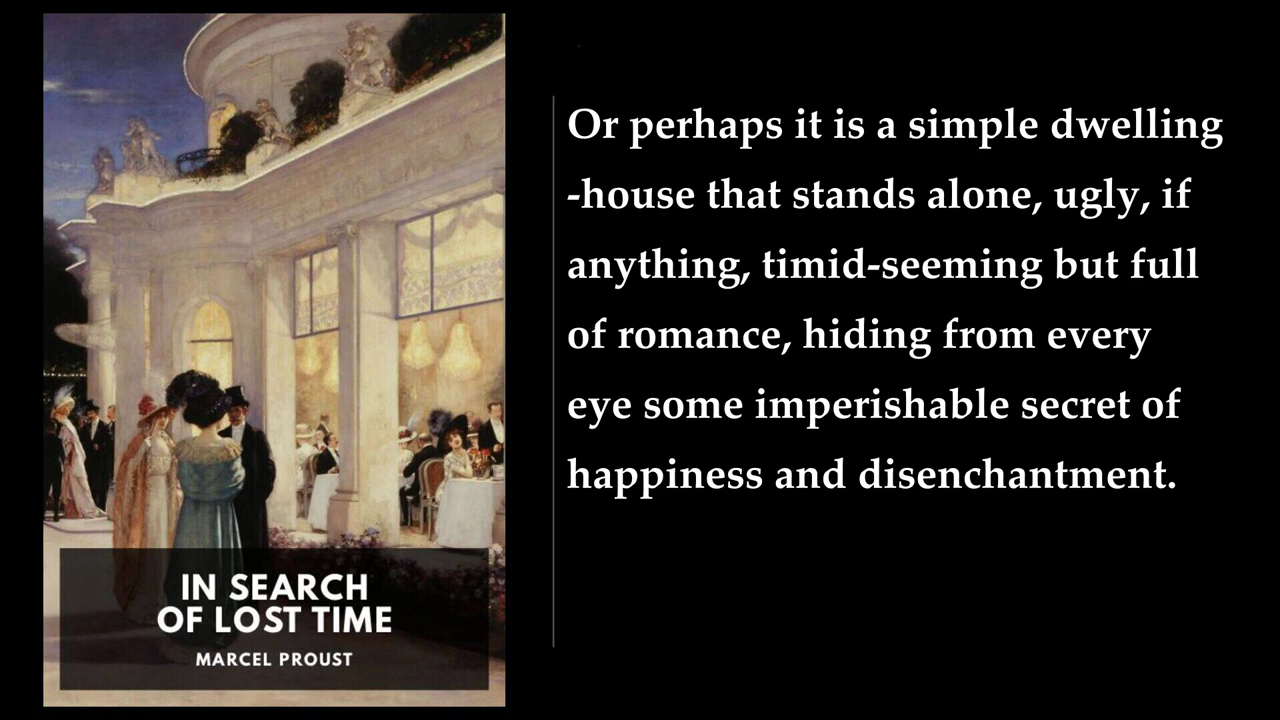 Or perhaps it is a simple dwelling
-house that stands alone, ugly, if
anything, timid-seeming but full
of romance, hiding from every
eye some imperishable secret of
happiness and disenchantment.
IN SEARCH
OF LOST TIME
MARCEL PROUST